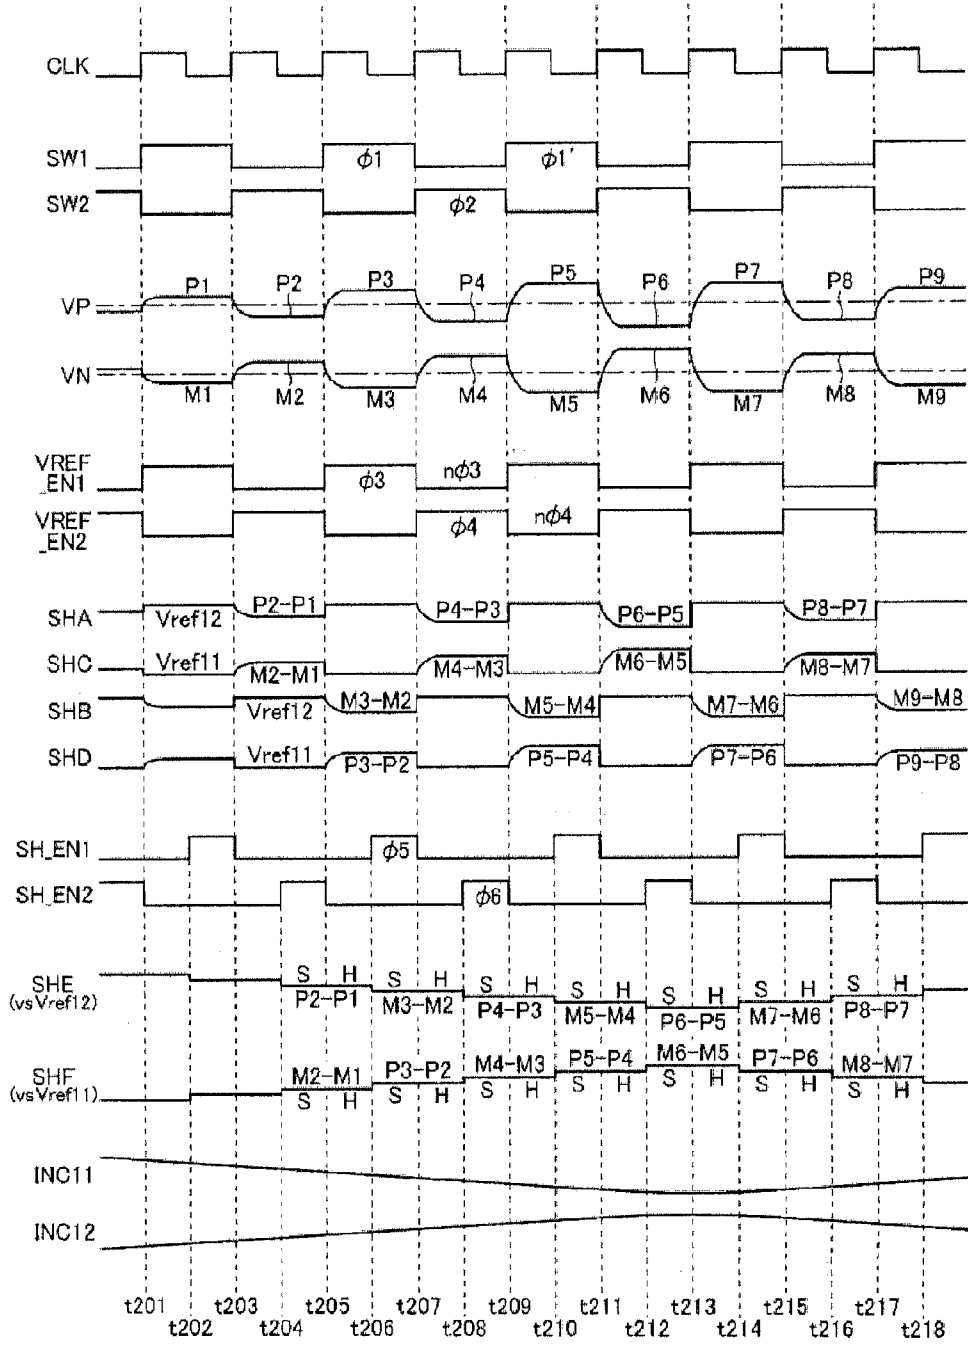 CLK
SW1 ϕ1 ϕ1'
SW2 ϕ2
P1 P2 P3 P4 P5 P6 P7 P8 P9
VP
VN
M1 M2 M3 M4 M5 M6 M7 M8 M9
VREF
_EN1 ϕ3 nϕ3
VREF
_EN2 ϕ4 nϕ4
SHA Vref12 P2-P1 P4-P3 P6-P5 P8-P7
SHC Vref11 M2-M1 M4-M3 M6-M5 M8-M7
SHB Vref12 M3-M2 M5-M4 M7-M6 M9-M8
SHD Vref11 P3-P2 P5-P4 P7-P6 P9-P8
SH_EN1 ϕ5
SH_EN2 ϕ6
S H S H S H S H S H S H S H
SHE
(vsVref12)
P2-P1 M3-M2 P4-P3 M5-M4 P6-P5 M7-M6 P8-P7
M2-M1 P3-P2 M4-M3 P5-P4 M6-M5 P7-P6 M8-M7
SHF
(vsVref11)
S H S H S H S H S H S H S H
INC11
INC12
t201 t203 t205 t207 t209 t211 t213 t215 t217
t202 t204 t206 t208 t210 t212 t214 t216 t218